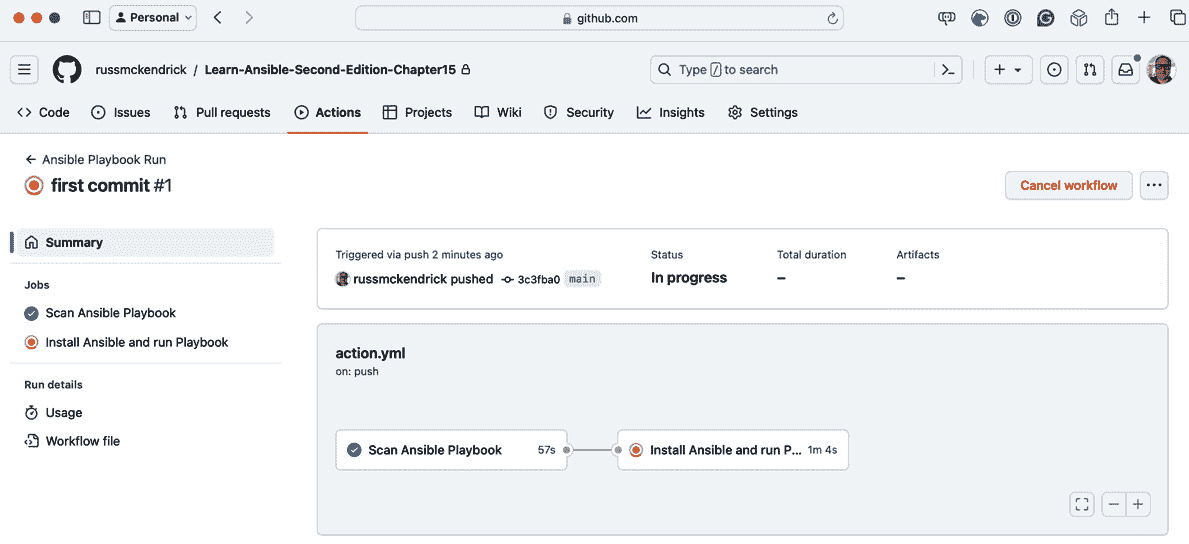 Personal
github.com
russmckendrick / Learn-Ansible-Second-Edition-Chapter15
Type / to search
Code Issues Pull requests Actions Projects Wiki Security Insights Settings
← Ansible Playbook Run
first commit #1
Cancel workflow
Summary
Triggered via push 2 minutes ago
russmckendrick pushed 3c3fba0 main
Status
In progress
Total duration
–
Artifacts
–
Jobs
Scan Ansible Playbook
Install Ansible and run Playbook
Run details
Usage
Workflow file
action.yml
on: push
Scan Ansible Playbook 57s
Install Ansible and run P... 1m 4s